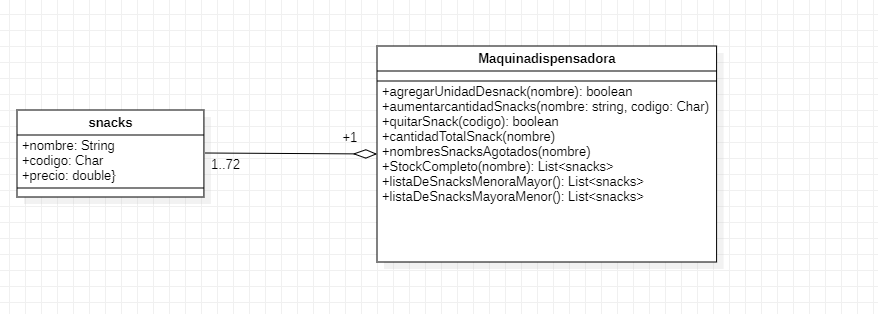 snacks
+nombre: String
+codigo: Char
+precio: double}
1..72
+1
Maquinadispensadora
+agregarUnidadDesnack(nombre): boolean
+aumentarcantidadSnacks(nombre: string, codigo: Char)
+quitarSnack(codigo): boolean
+cantidadTotalSnack(nombre)
+nombresSnacksAgotados(nombre)
+StockCompleto(nombre): List<snacks>
+listaDeSnacksMenoraMayor(): List<snacks>
+listaDeSnacksMayoraMenor(): List<snacks>